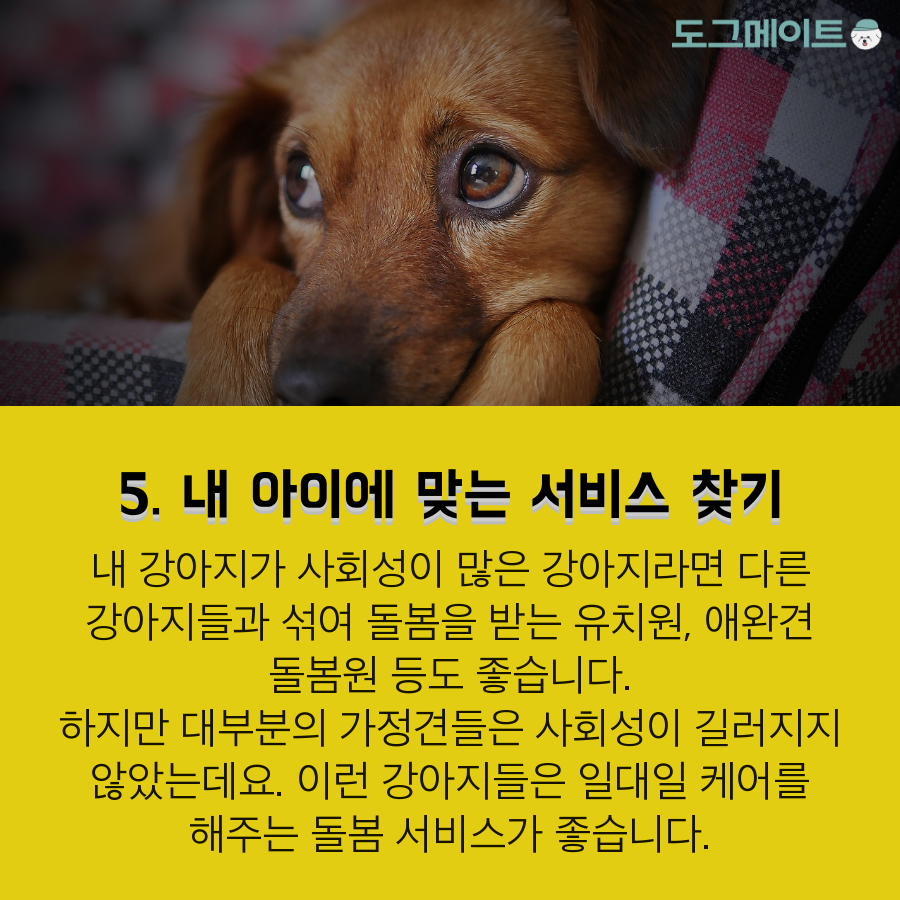 도그메이트
5. 내 아이에 맞는 서비스 찾기
내 강아지가 사회성이 많은 강아지라면 다른
강아지들과 섞여 돌봄을 받는 유치원, 애완견
돌봄원 등도 좋습니다.
하지만 대부분의 가정견들은 사회성이 길러지지
않았는데요. 이런 강아지들은 일대일 케어를
해주는 돌봄 서비스가 좋습니다.